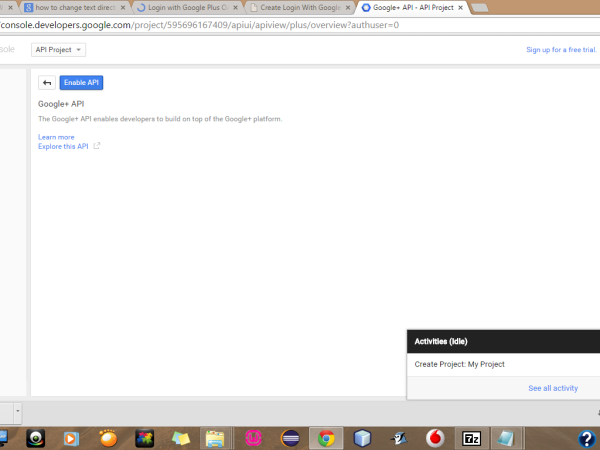 how to change text direct
Login with Google Plus
Create Login With Google
Google+ API - API Project
/console.developers.google.com/project/595696167409/apiui/apiview/plus/overview?authuser=0
sole
API Project
Sign up for a free trial.
Enable API
Google+ API
The Google+ API enables developers to build on top of the Google+ platform.
Learn more
Explore this API
Activities (Idle)
Create Project: My Project
See all activity
7z
?